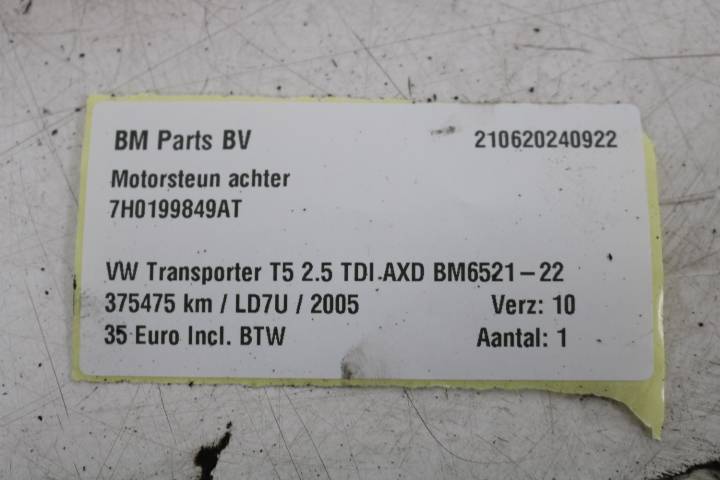 BM Parts BV 210620240922
Motorsteun achter
7H0199849AT
VW Transporter T5 2.5 TDI AXD BM6521-22
375475 km / LD7U / 2005 Verz: 10
35 Euro Incl. BTW Aantal: 1